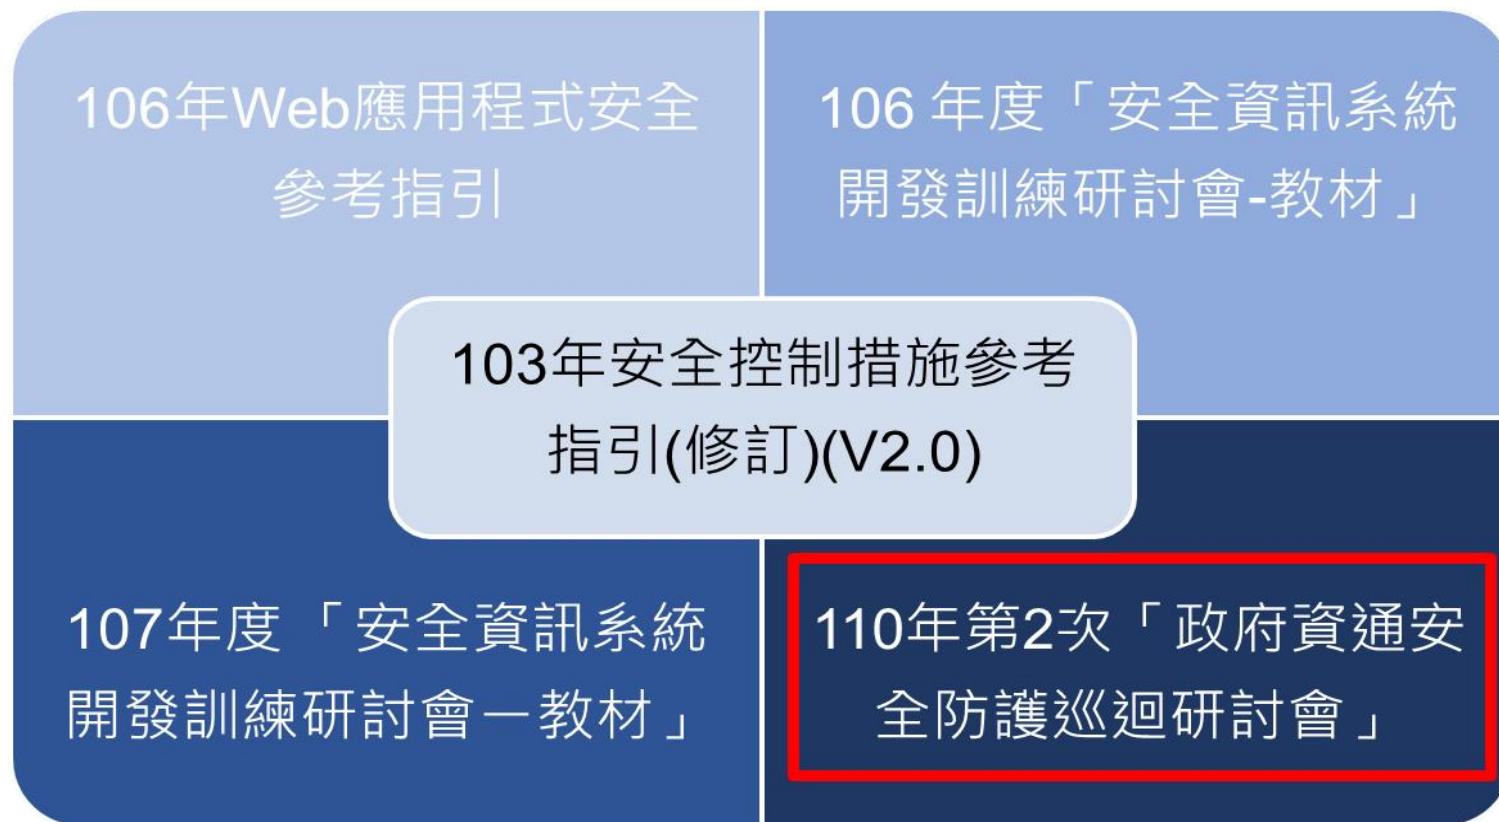 106年Web應用程式安全
參考指引
106 年度「安全資訊系統
開發訓練研討會-教材」
103年安全控制措施參考
指引(修訂)(V2.0)
107年度 「安全資訊系統
開發訓練研討會－教材」
110年第2次「政府資通安
全防護巡迴研討會」